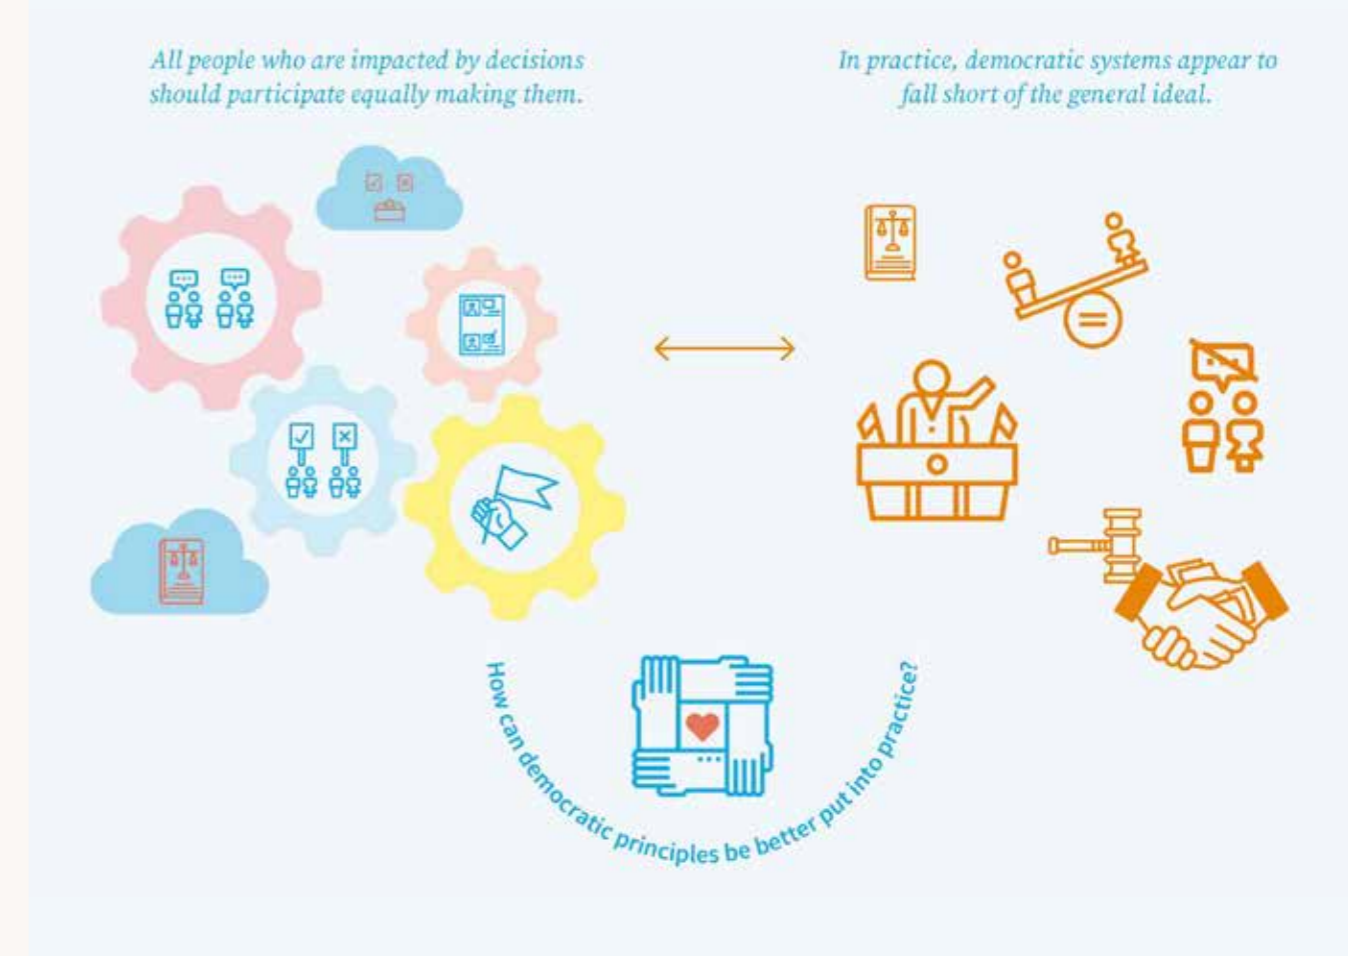 All people who are impacted by decisions
should participate equally making them.
In practice, democratic systems appear to
fall short of the general ideal.
How can democratic principles be better put into practice?